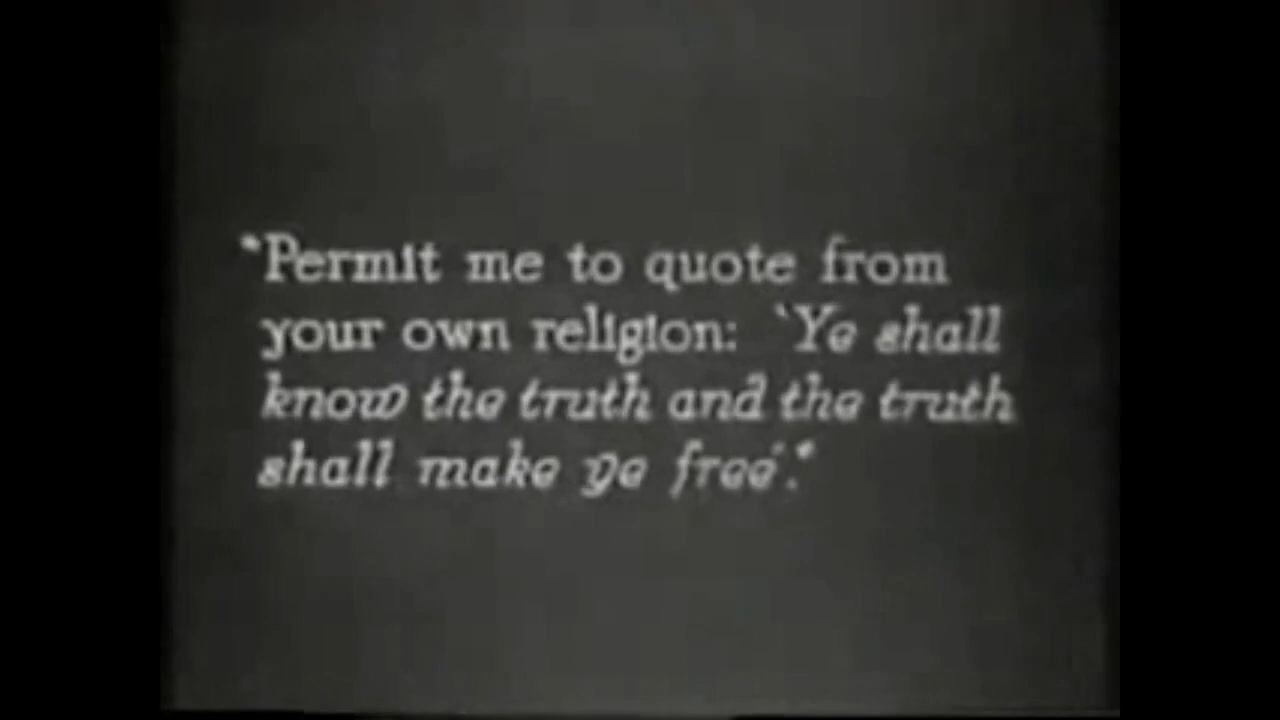 "Permit me to quote from
your own religion: 'Ye shall
know the truth and the truth
shall make ye free'."